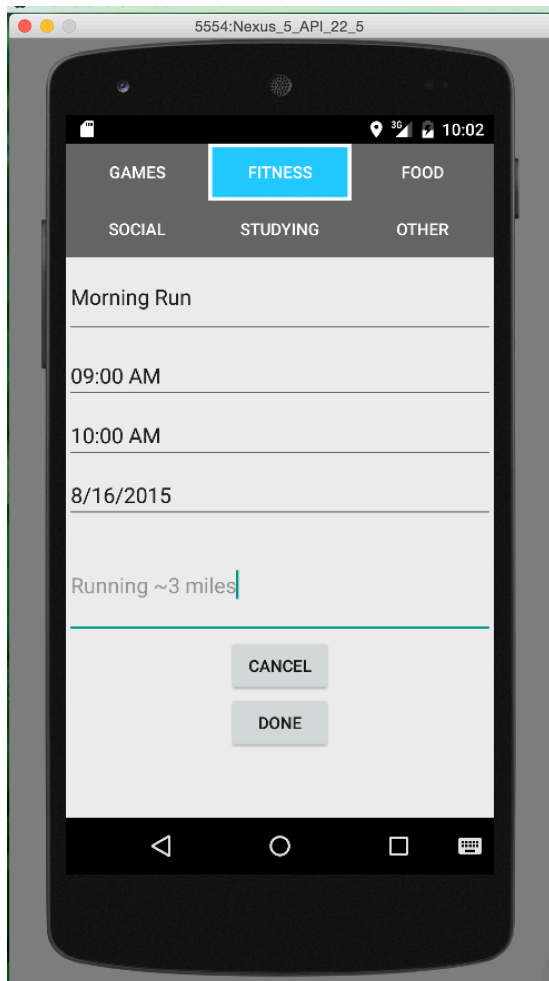 5554:Nexus_5_API_22_5
3G 10:02
GAMES FITNESS FOOD
SOCIAL STUDYING OTHER
Morning Run
09:00 AM
10:00 AM
8/16/2015
Running ~3 miles
CANCEL
DONE